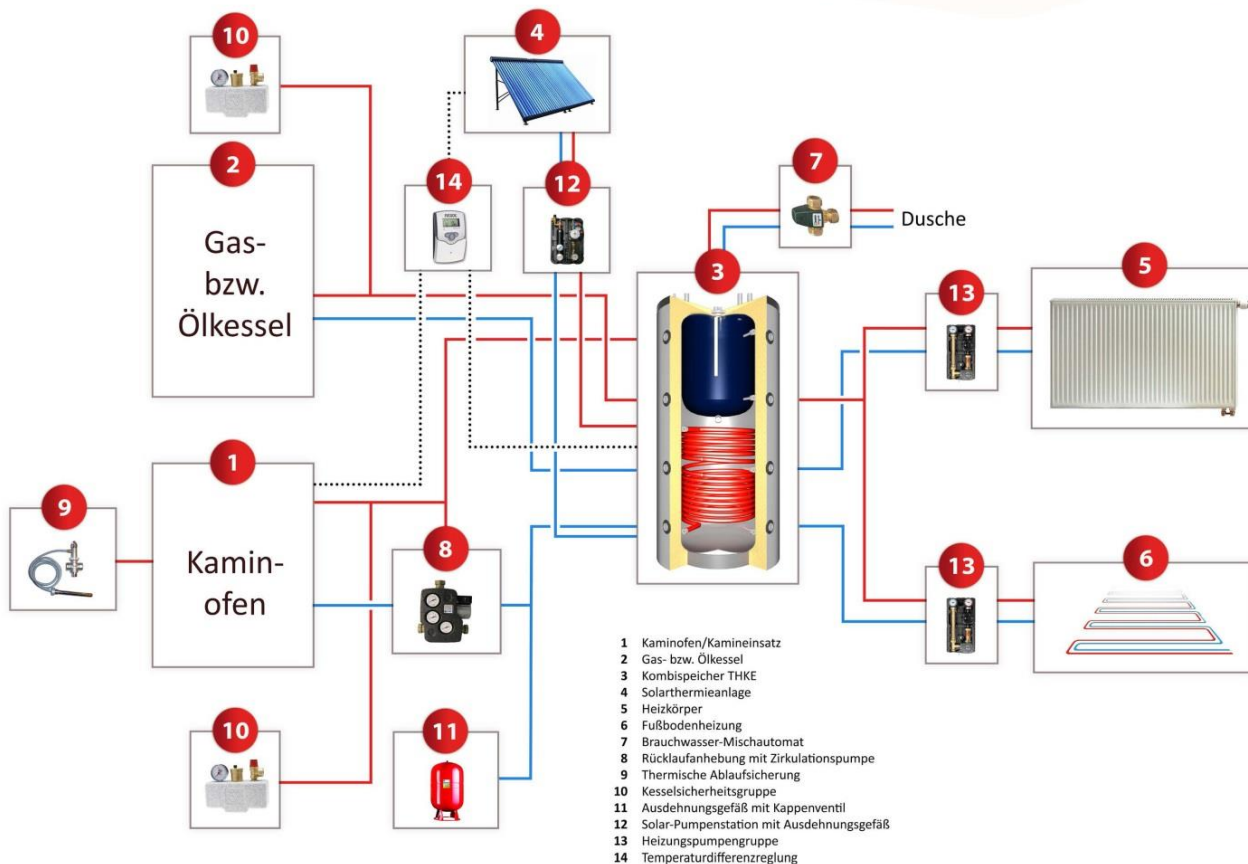 10
4
2
14
12
7
Dusche
Gas-
bzw.
Ölkessel
3
13
5
1
9
Kamin-
ofen
8
13
6
10
11
1 Kaminofen/Kamineinsatz
2 Gas- bzw. Ölkessel
3 Kombispeicher THKE
4 Solarthermieanlage
5 Heizkörper
6 Fußbodenheizung
7 Brauchwasser-Mischautomat
8 Rücklaufanhebung mit Zirkulationspumpe
9 Thermische Ablaufsicherung
10 Kesselsicherheitsgruppe
11 Ausdehnungsgefäß mit Kappenventil
12 Solar-Pumpenstation mit Ausdehnungsgefäß
13 Heizungspumpengruppe
14 Temperaturdifferenzreglung